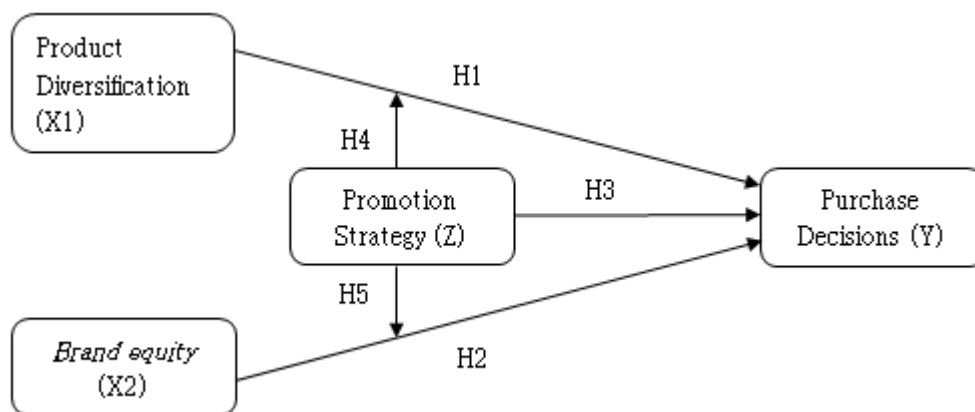 Product
Diversification
(X1)
H1
H4
Promotion
Strategy (Z)
H3
Purchase
Decisions (Y)
H5
Brand equity
(X2)
H2